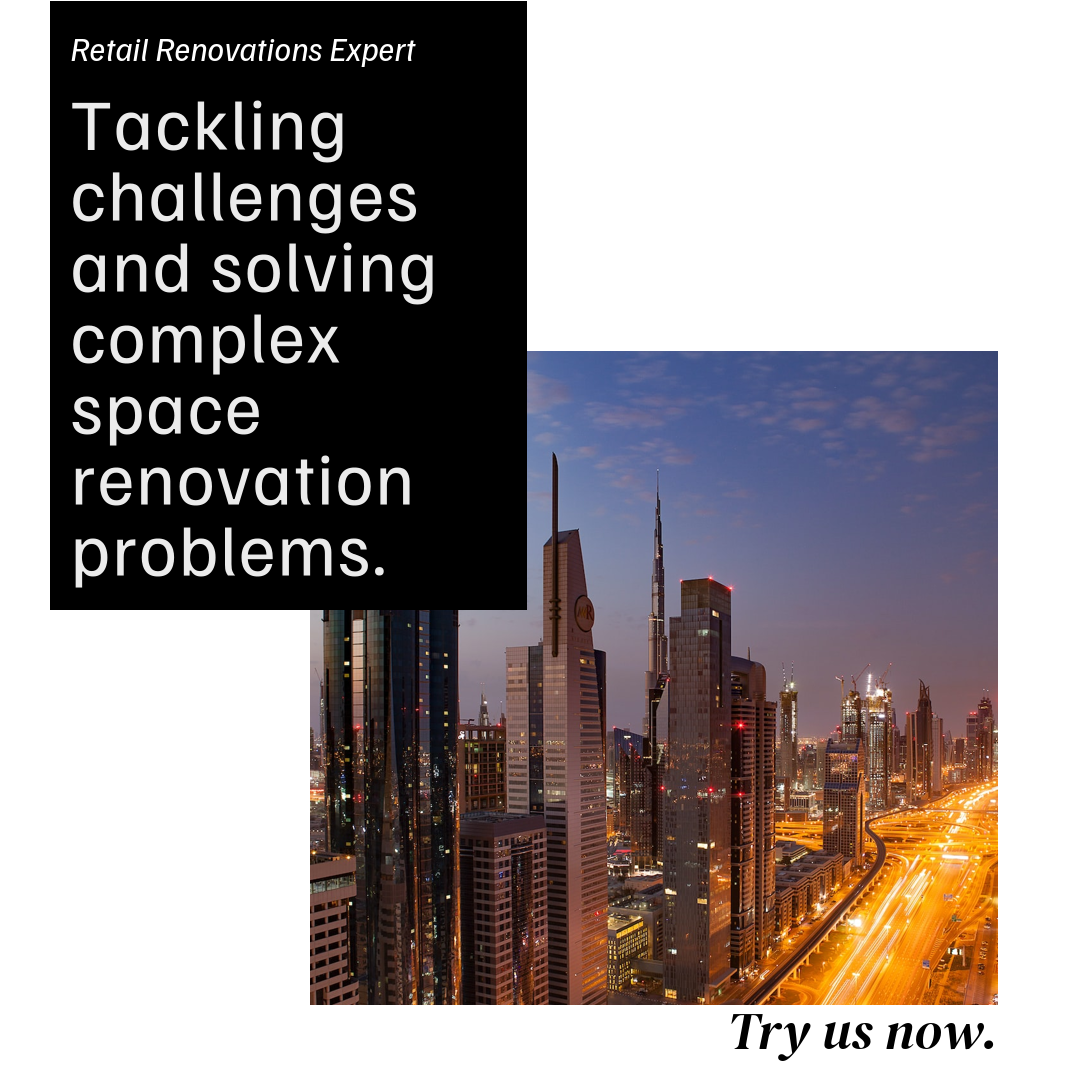 Retail Renovations Expert
Tackling
challenges
and solving
complex
space
renovation
problems.
Try us now.